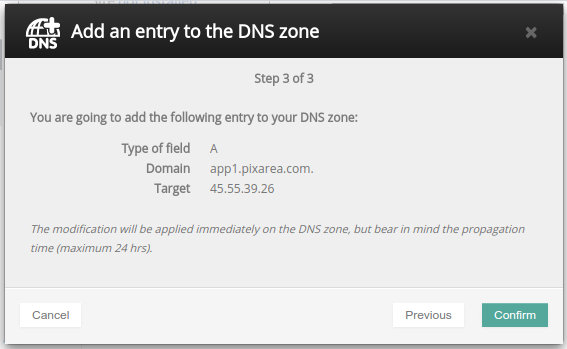 DNS
Add an entry to the DNS zone
Step 3 of 3
You are going to add the following entry to your DNS zone:
Type of field A
Domain app1.pixarea.com.
Target 45.55.39.26
The modification will be applied immediately on the DNS zone, but bear in mind the propagation
time (maximum 24 hrs).
Cancel Previous Confirm